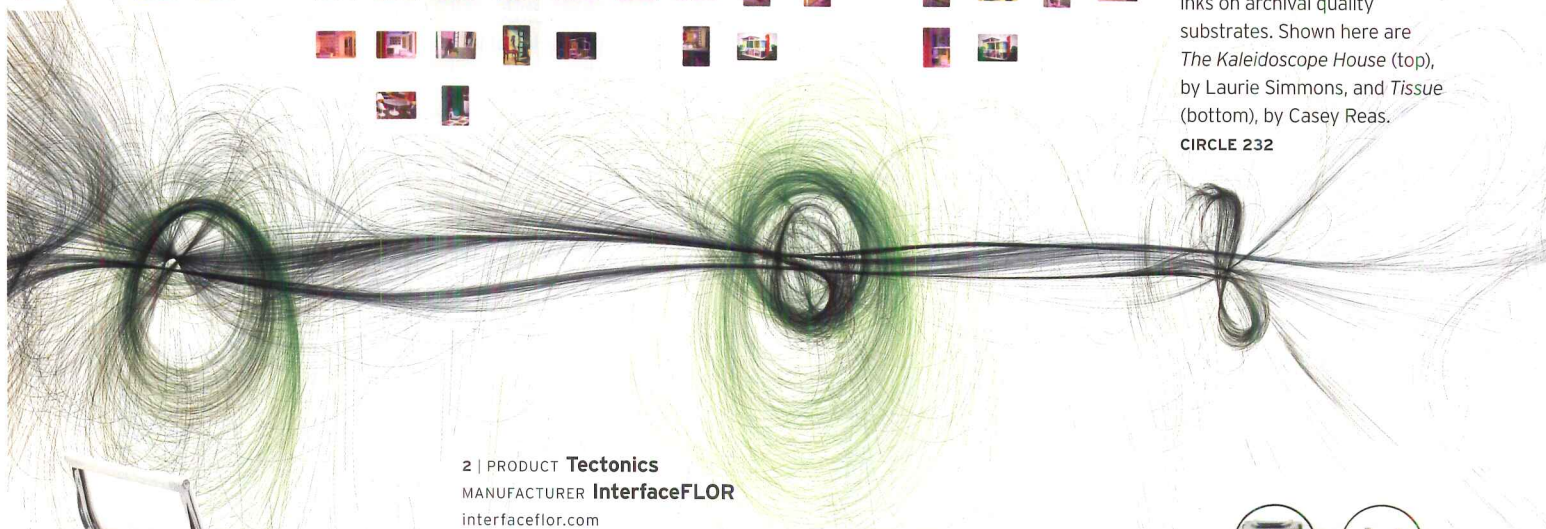 inks on archival quality
substrates. Shown here are
The Kaleidoscope House (top),
by Laurie Simmons, and Tissue
(bottom), by Casey Reas.
CIRCLE 232
2 | PRODUCT Tectonics
MANUFACTURER InterfaceFLOR
interfaceflor.com